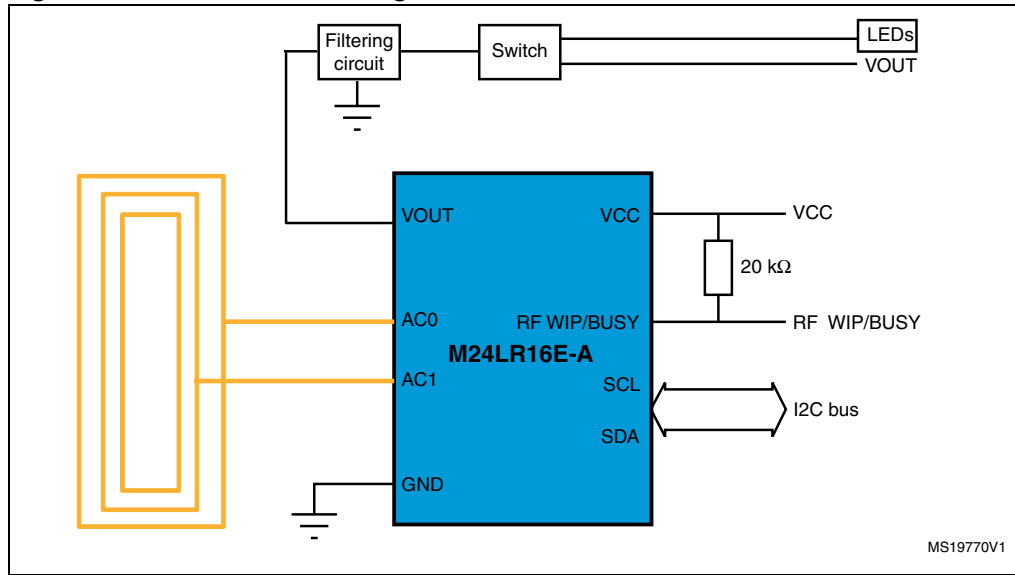 Filtering
circuit
Switch
LEDs
VOUT
VOUT
VCC
VCC
20 kΩ
AC0
RF WIP/BUSY
RF WIP/BUSY
M24LR16E-A
AC1
SCL
I2C bus
SDA
GND
MS19770V1